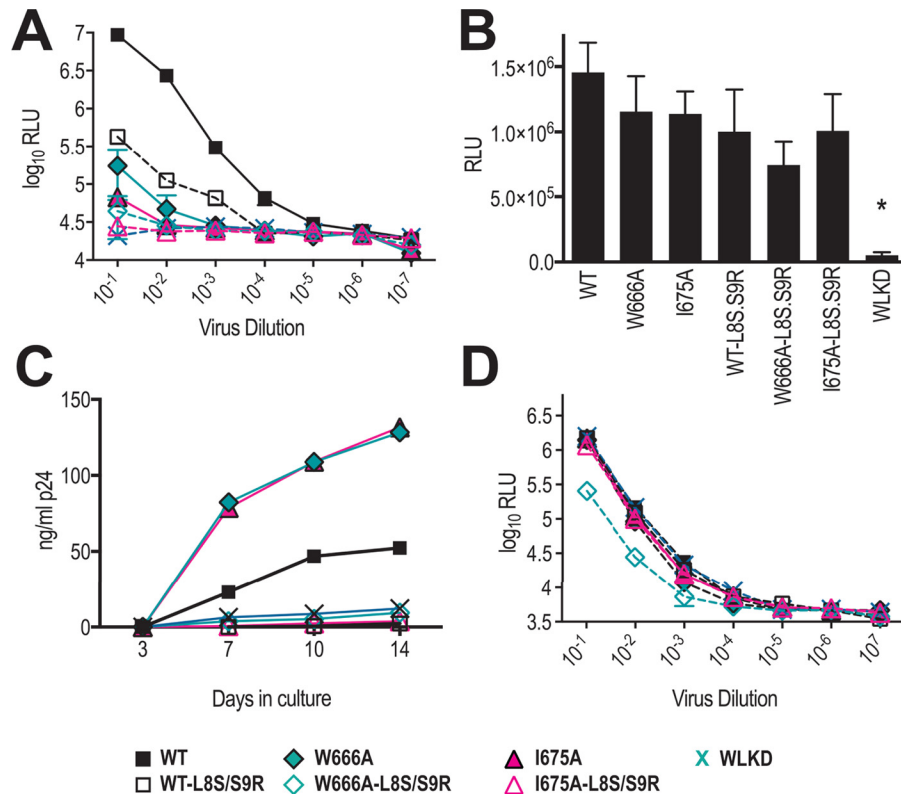 A
log10 RLU
7
6.5
6
5.5
5
4.5
4
10-1
10-2
10-3
10-4
10-5
10-6
10-7
Virus Dilution
B
RLU
1.5×10⁶
1.0×10⁶
5.0×10⁵
0.0
*
WT
W666A
I675A
WT-L8S.S9R
W666A-L8S.S9R
I675A-L8S.S9R
WLKD
C
ng/ml p24
150
100
50
0
3
7
10
14
Days in culture
D
log10 RLU
6.5
6.0
5.5
5.0
4.5
4.0
3.5
10-1
10-2
10-3
10-4
10-5
10-6
10-7
Virus Dilution
WT
W666A
I675A
WLKD
WT-L8S/S9R
W666A-L8S/S9R
I675A-L8S/S9R